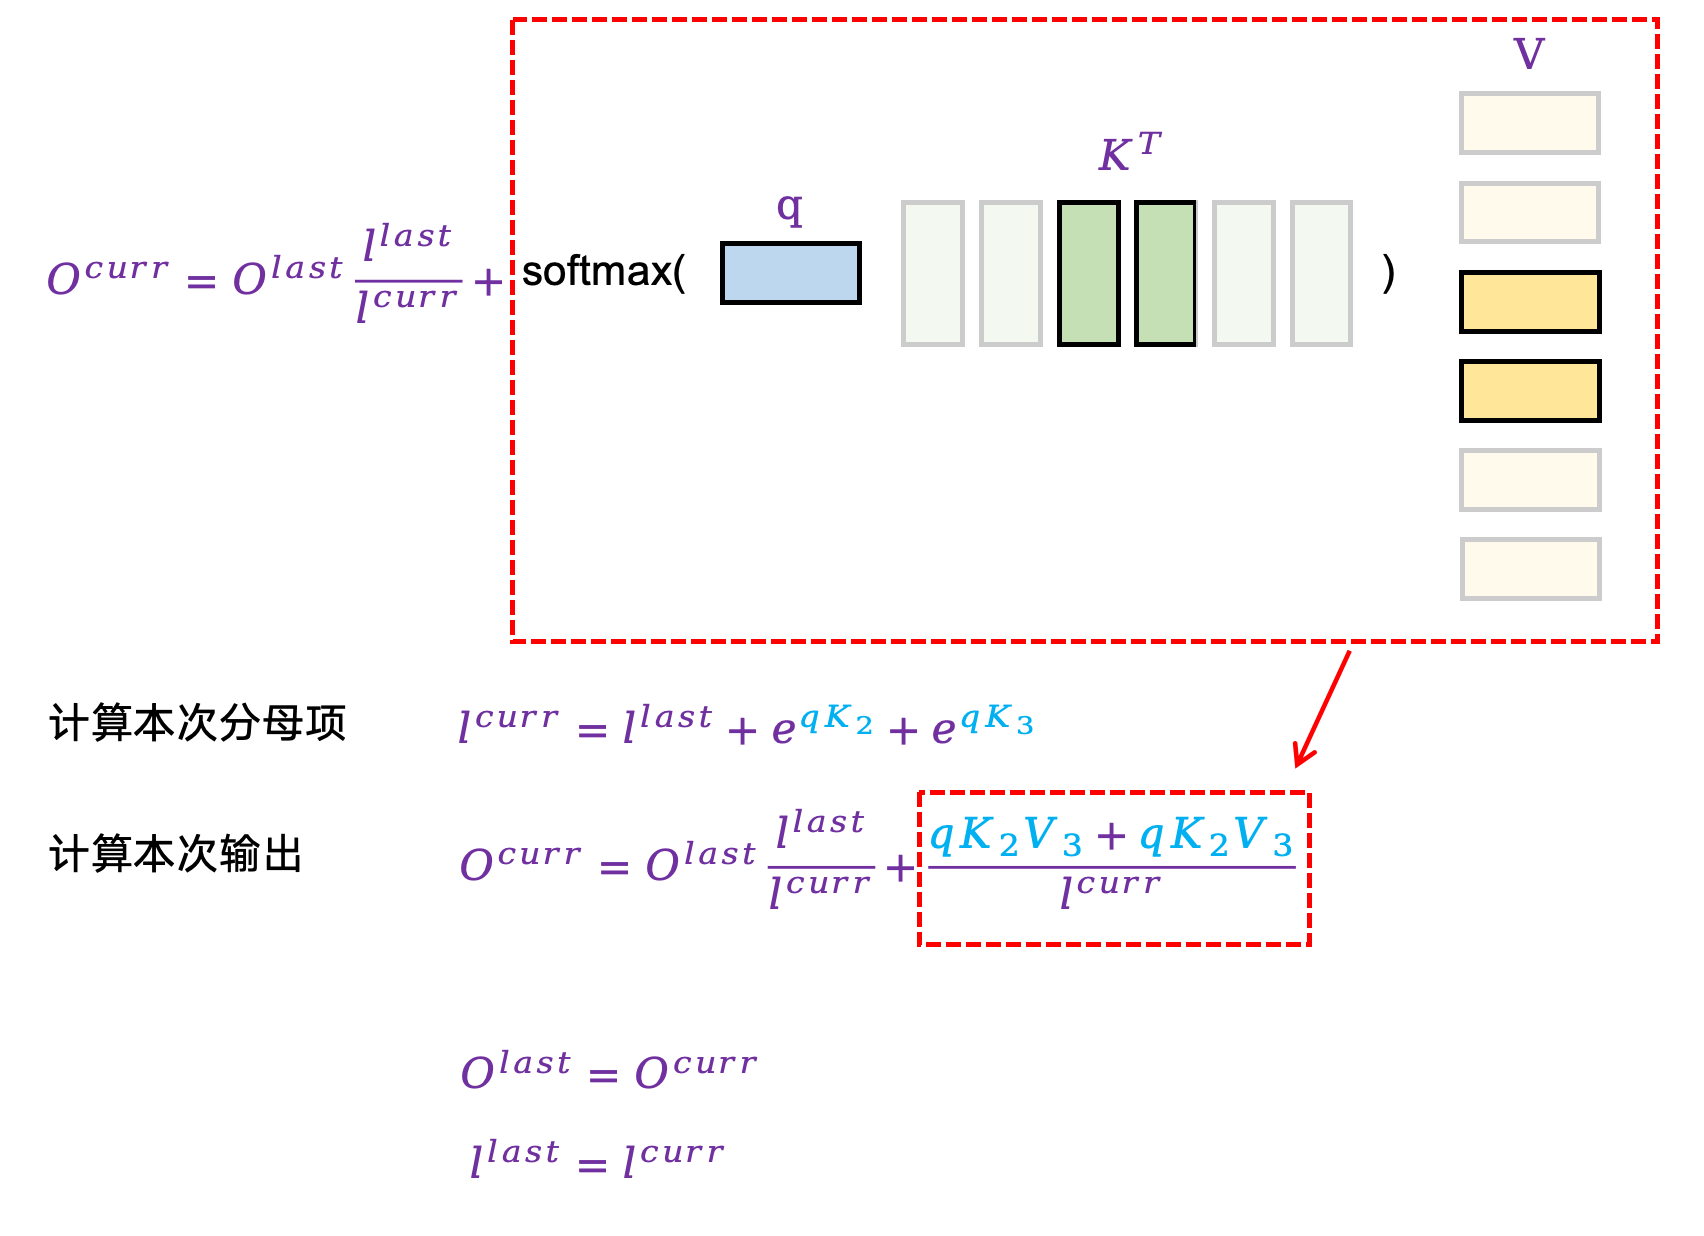 V
K^T
q
O^{curr} = O^{last} \frac{l^{last}}{l^{curr}} + softmax( )
计算本次分母项 l^{curr} = l^{last} + e^{qK_2} + e^{qK_3}
计算本次输出 O^{curr} = O^{last} \frac{l^{last}}{l^{curr}} + \frac{qK_2V_3 + qK_2V_3}{l^{curr}}
O^{last} = O^{curr}
l^{last} = l^{curr}